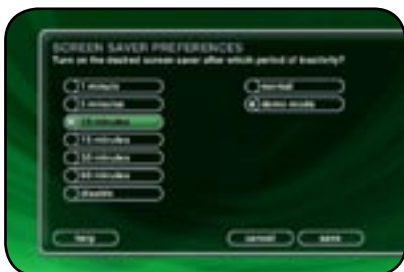 SCREEN SAVER PREFERENCES
Turn on the desired screen saver after which period of inactivity?
1 minute
5 minutes
10 minutes
15 minutes
30 minutes
60 minutes
disable
normal
demo mode
help
cancel
save